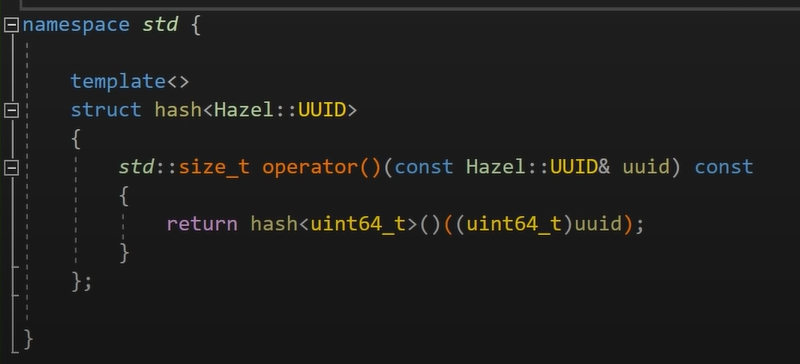 namespace std {
template<>
struct hash<Hazel::UUID>
{
std::size_t operator()(const Hazel::UUID& uuid) const
{
return hash<uint64_t>()((uint64_t)uuid);
}
};
}